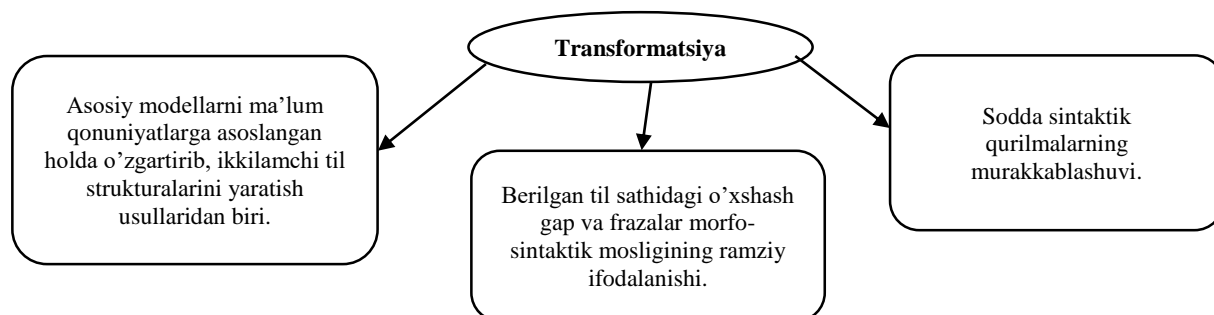 Transformatsiya
Asosiy modellarni ma’lum
qonuniyatlarga asoslangan
holda o’zgartirib, ikkilamchi til
strukturalarini yaratish
usullaridan biri.
Berilgan til sathidagi o’xshash
gap va frazalar morfo-
sintaktik mosligining ramziy
ifodalanishi.
Sodda sintaktik
qurilmalarning
murakkablashuvi.